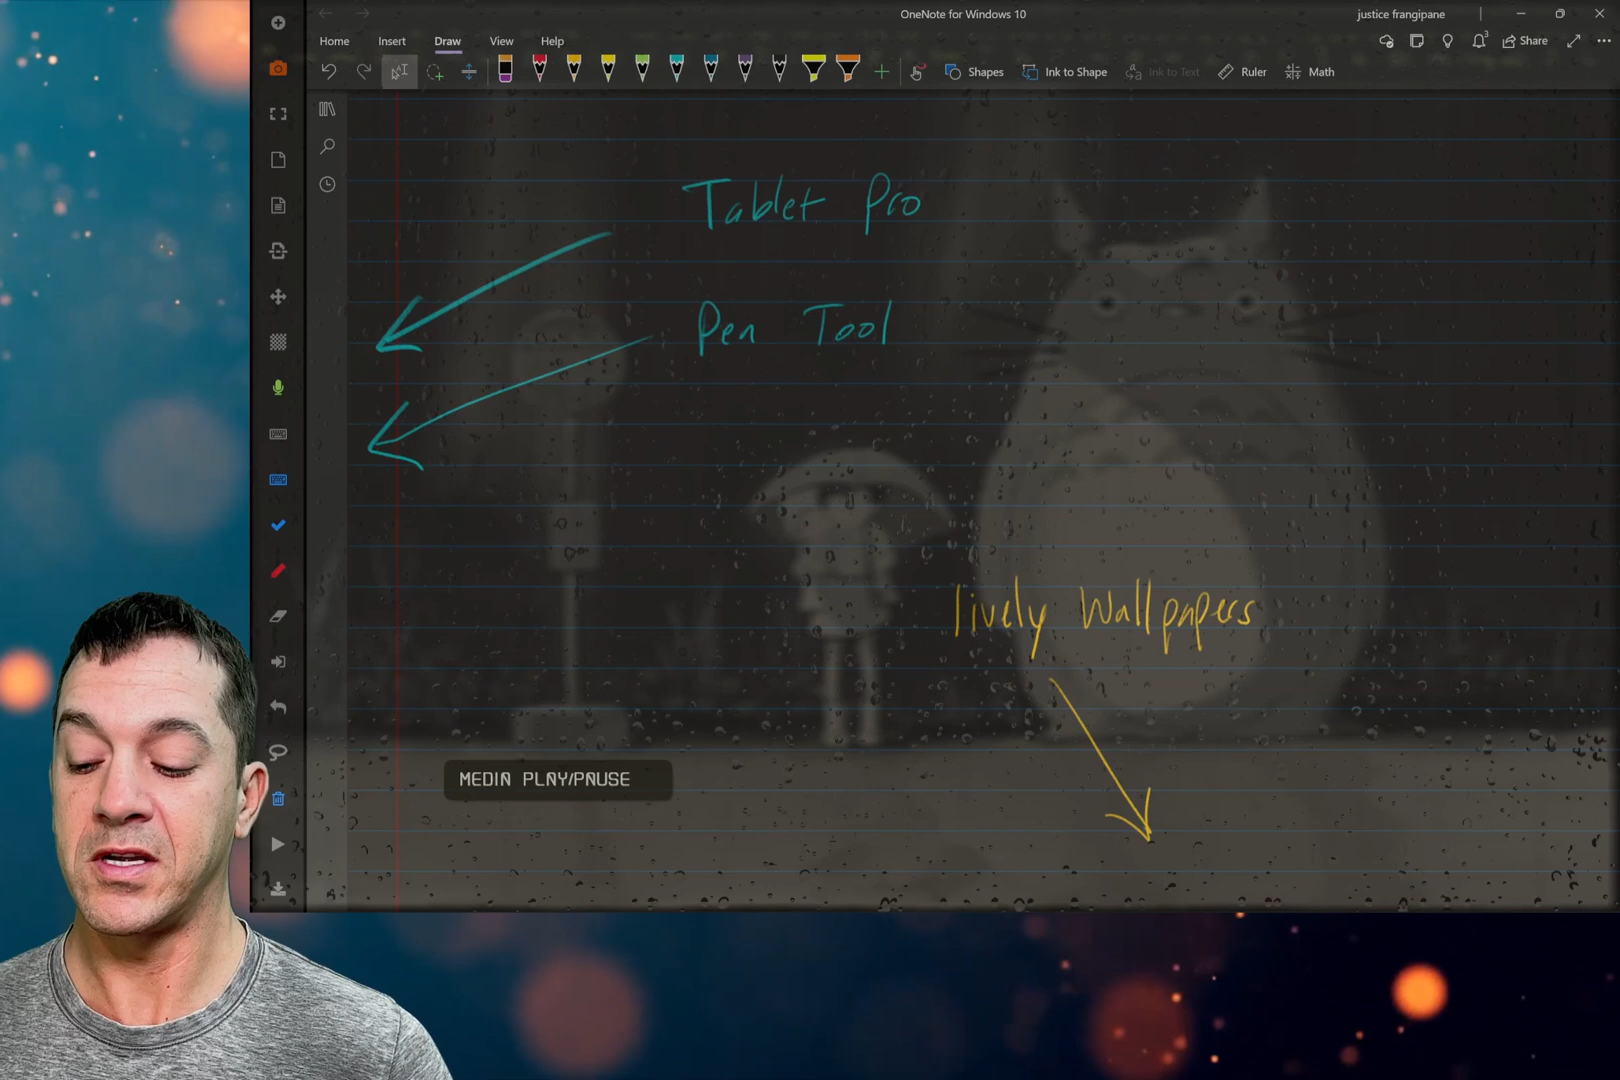 OneNote for Windows 10
justice frangipane
Home Insert Draw View Help
3
Share
Shapes Ink to Shape Ink to Text Ruler Math
Tablet Pro
Pen Tool
lively Wallpapers
MEDIA PLAY/PAUSE